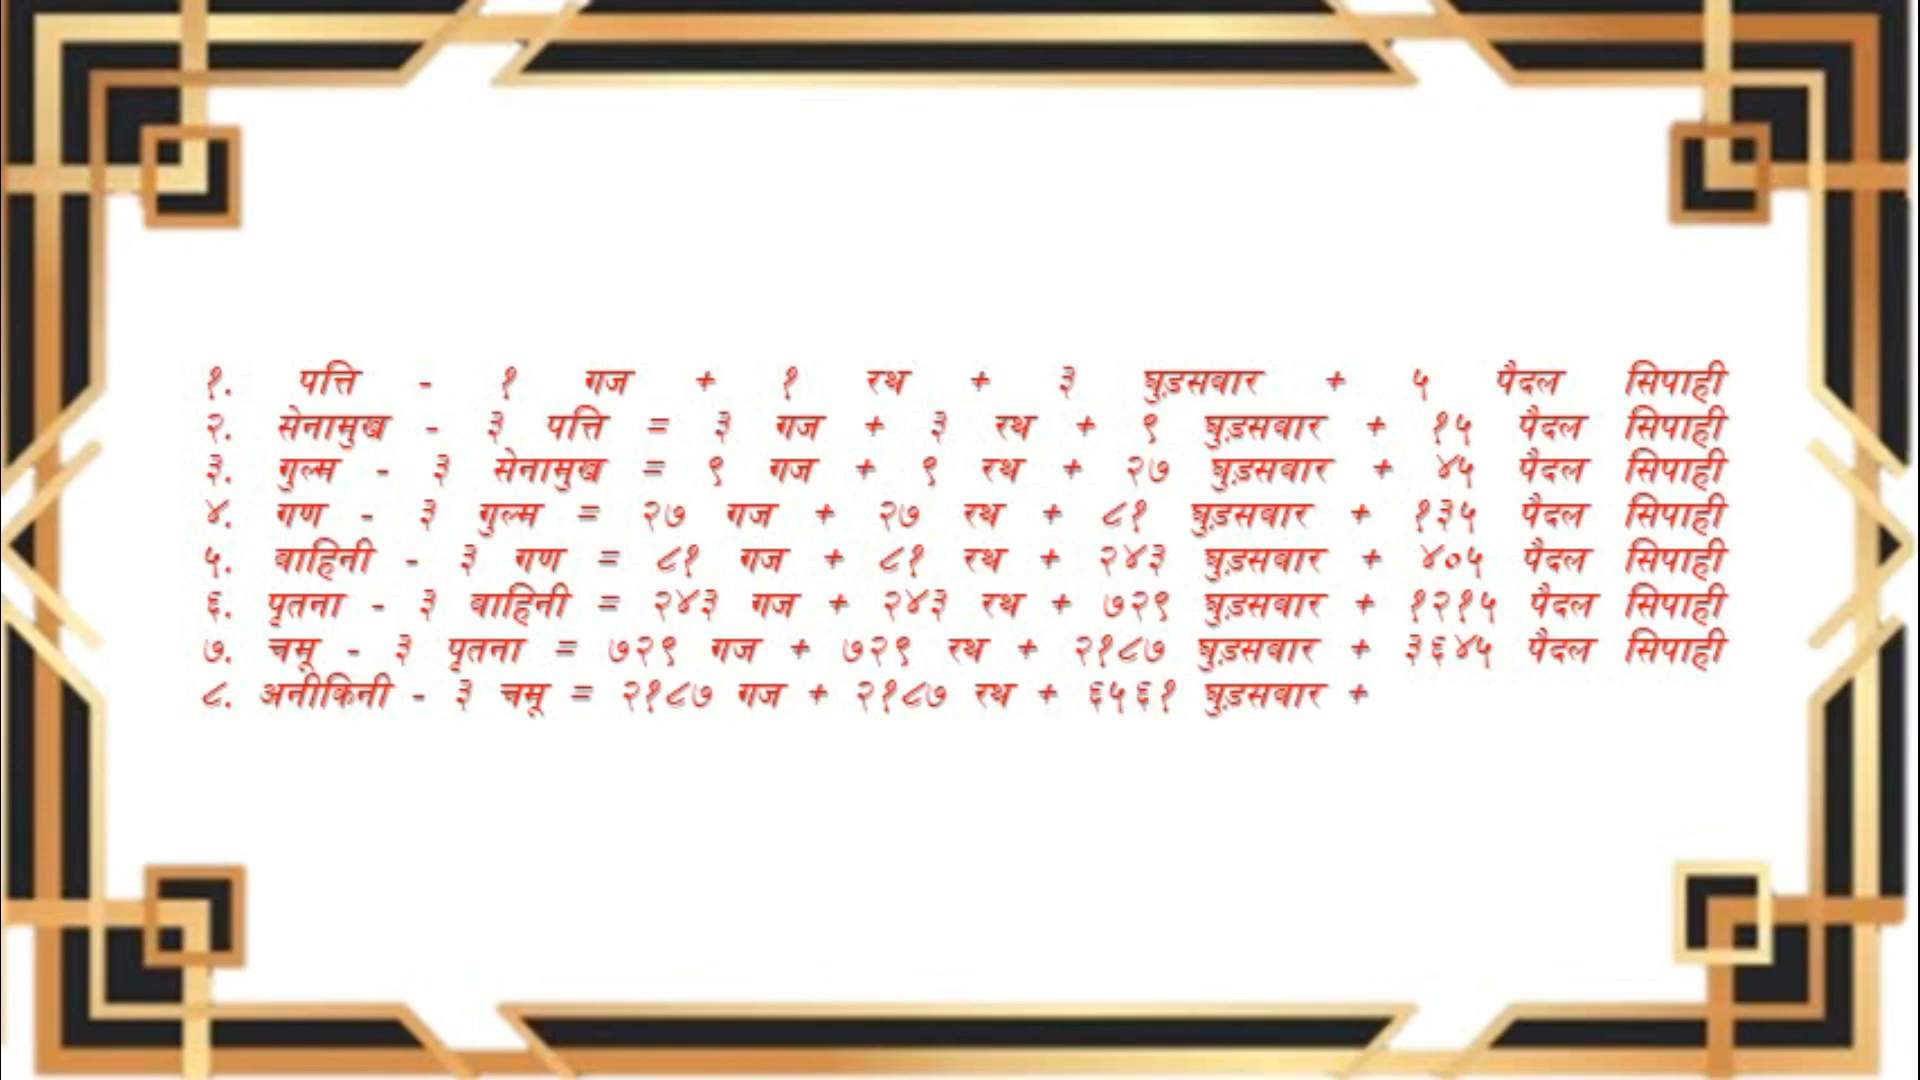 १. पत्ति - १ गज + १ रथ + ३ घुड़सवार + ५ पैदल सिपाही
२. सेनामुख - ३ पत्ति = ३ गज + ३ रथ + ९ घुड़सवार + १५ पैदल सिपाही
३. गुल्म - ३ सेनामुख = ९ गज + ९ रथ + २७ घुड़सवार + ४५ पैदल सिपाही
४. गण - ३ गुल्म = २७ गज + २७ रथ + ८१ घुड़सवार + १३५ पैदल सिपाही
५. वाहिनी - ३ गण = ८१ गज + ८१ रथ + २४३ घुड़सवार + ४०५ पैदल सिपाही
६. पृतना - ३ वाहिनी = २४३ गज + २४३ रथ + ७२९ घुड़सवार + १२१५ पैदल सिपाही
७. चमू - ३ पृतना = ७२९ गज + ७२९ रथ + २१८७ घुड़सवार + ३६४५ पैदल सिपाही
८. अनीकिनी - ३ चमू = २१८७ गज + २१८७ रथ + ६५६१ घुड़सवार +